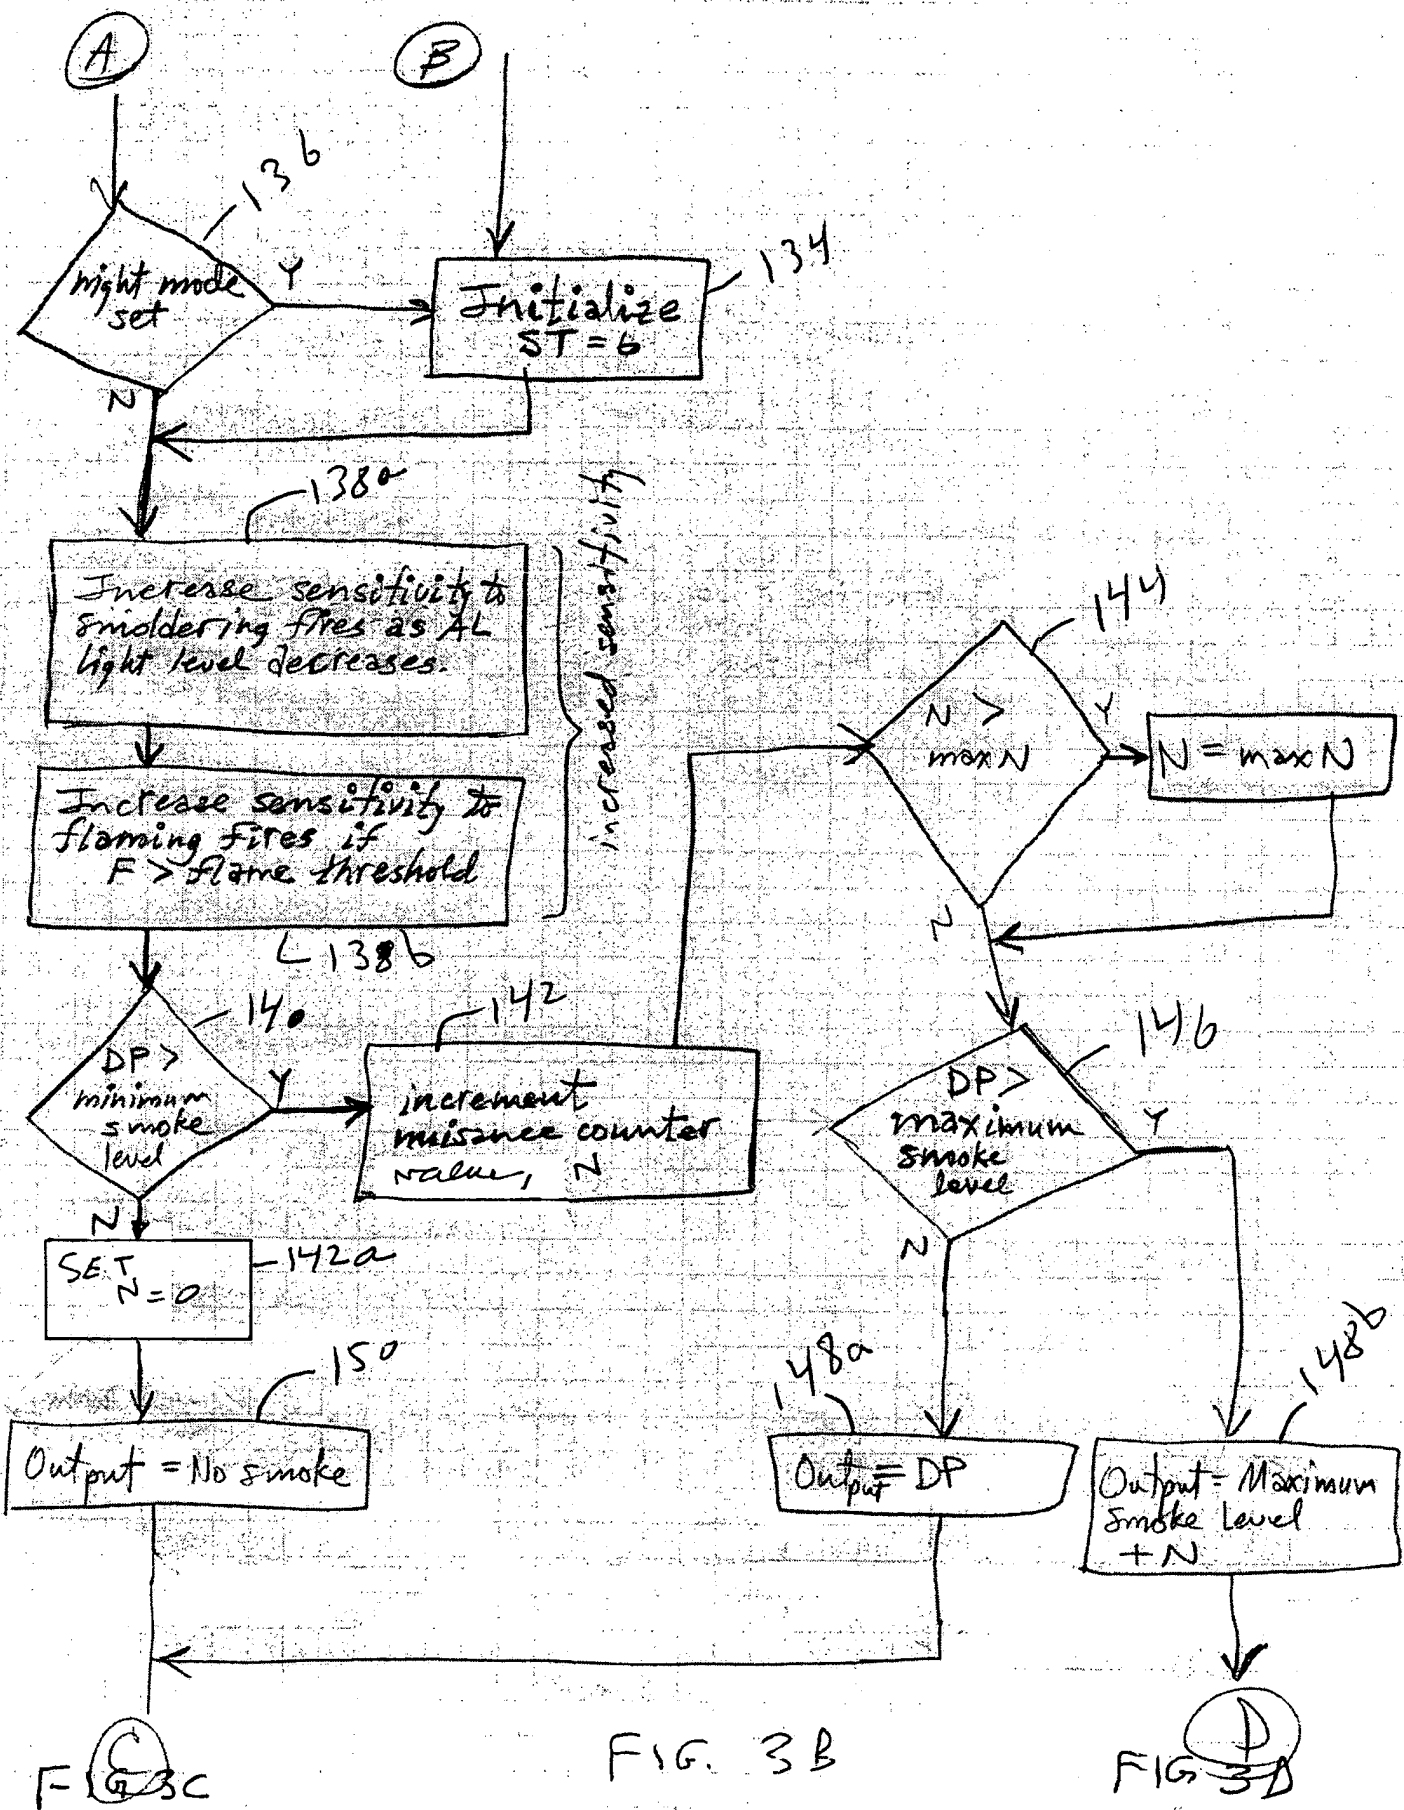 A
B
136
night mode
set
Y
N
134
Initialize
ST = 6
138a
Increase sensitivity to
smoldering fires as AL
light level decreases.
increased sensitivity
Increase sensitivity to
flaming fires if
F > flame threshold
138b
140
DP >
minimum
smoke
level
Y
N
142
increment
nuisance counter
value, N
144
N >
max N
Y
N
N = max N
146
DP >
maximum
smoke
level
Y
N
142a
SET
N = 0
150
Output = No smoke
148a
Output = DP
148b
Output = Maximum
smoke Level
+ N
C
FIG 3C
FIG. 3B
D
FIG 3D